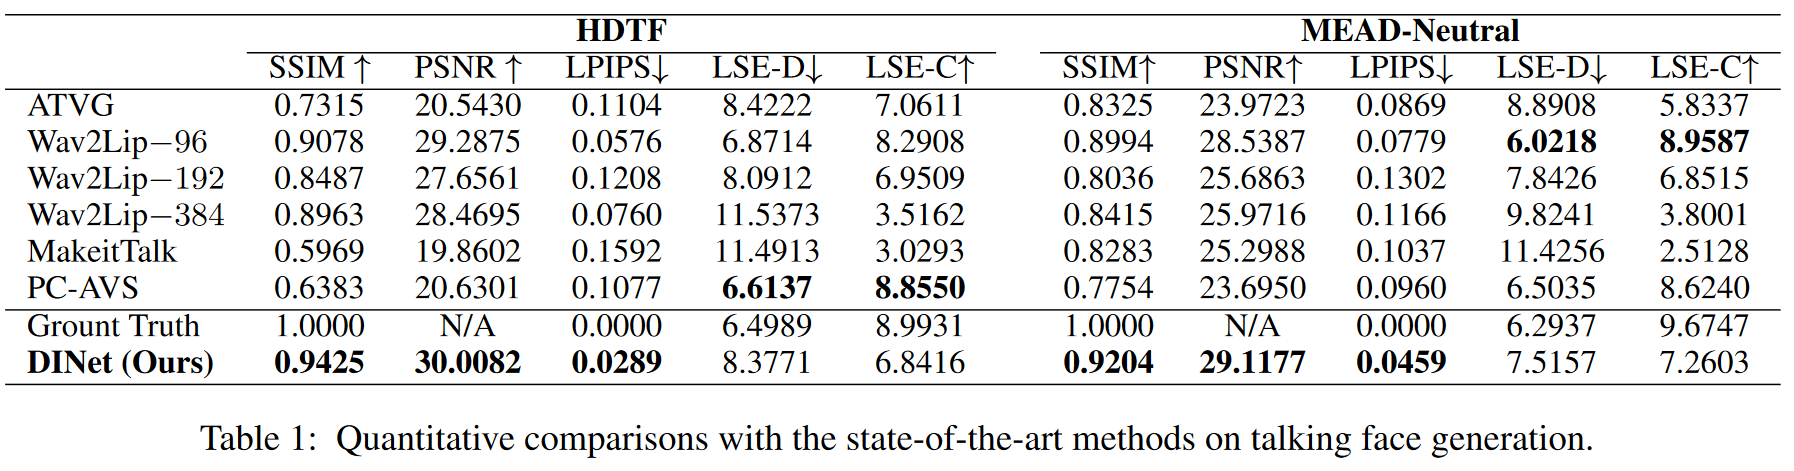 HDTF MEAD-Neutral
SSIM ↑ PSNR ↑ LPIPS↓ LSE-D↓ LSE-C↑ SSIM↑ PSNR↑ LPIPS↓ LSE-D↓ LSE-C↑
ATVG 0.7315 20.5430 0.1104 8.4222 7.0611 0.8325 23.9723 0.0869 8.8908 5.8337
Wav2Lip−96 0.9078 29.2875 0.0576 6.8714 8.2908 0.8994 28.5387 0.0779 6.0218 8.9587
Wav2Lip−192 0.8487 27.6561 0.1208 8.0912 6.9509 0.8036 25.6863 0.1302 7.8426 6.8515
Wav2Lip−384 0.8963 28.4695 0.0760 11.5373 3.5162 0.8415 25.9716 0.1166 9.8241 3.8001
MakeitTalk 0.5969 19.8602 0.1592 11.4913 3.0293 0.8283 25.2988 0.1037 11.4256 2.5128
PC-AVS 0.6383 20.6301 0.1077 6.6137 8.8550 0.7754 23.6950 0.0960 6.5035 8.6240
Grount Truth 1.0000 N/A 0.0000 6.4989 8.9931 1.0000 N/A 0.0000 6.2937 9.6747
DINet (Ours) 0.9425 30.0082 0.0289 8.3771 6.8416 0.9204 29.1177 0.0459 7.5157 7.2603
Table 1: Quantitative comparisons with the state-of-the-art methods on talking face generation.